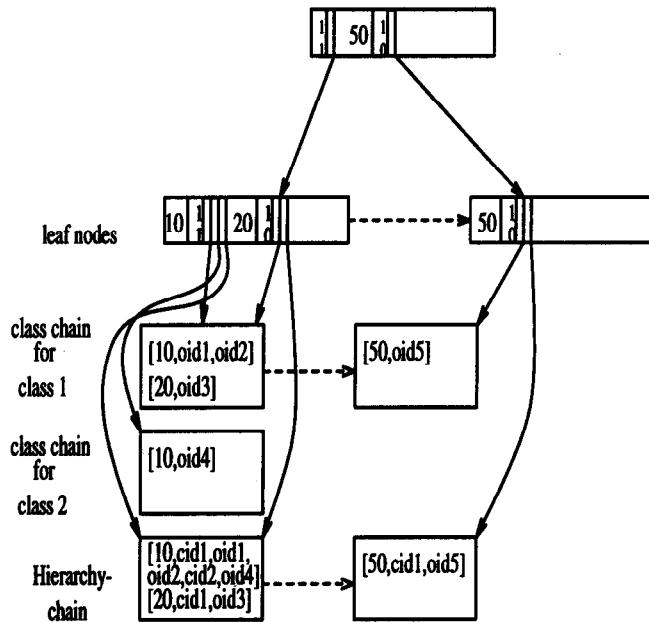 1
1
50
1
0
leaf nodes
10
1
1
20
1
0
50
1
0
class chain
for
class 1
[10,oid1,oid2]
[20,oid3]
[50,oid5]
class chain
for
class 2
[10,oid4]
Hierarchy-
chain
[10,cid1,oid1,
oid2,cid2,oid4]
[20,cid1,oid3]
[50,cid1,oid5]